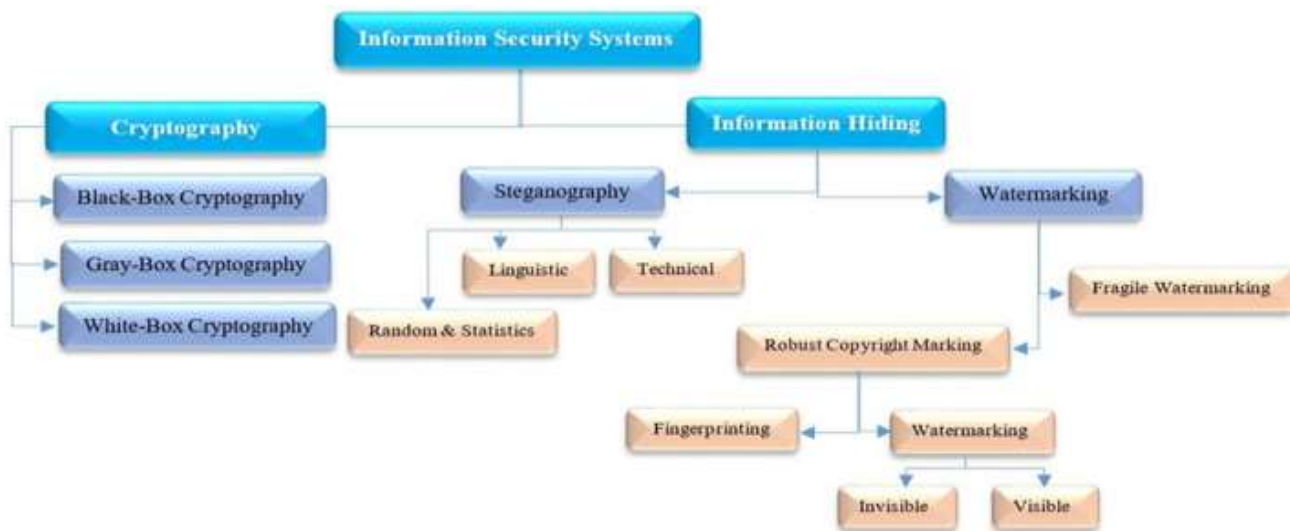 Information Security Systems
Cryptography
Information Hiding
Black-Box Cryptography
Steganography
Watermarking
Gray-Box Cryptography
Linguistic
Technical
Fragile Watermarking
White-Box Cryptography
Random & Statistics
Robust Copyright Marking
Fingerprinting
Watermarking
Invisible
Visible